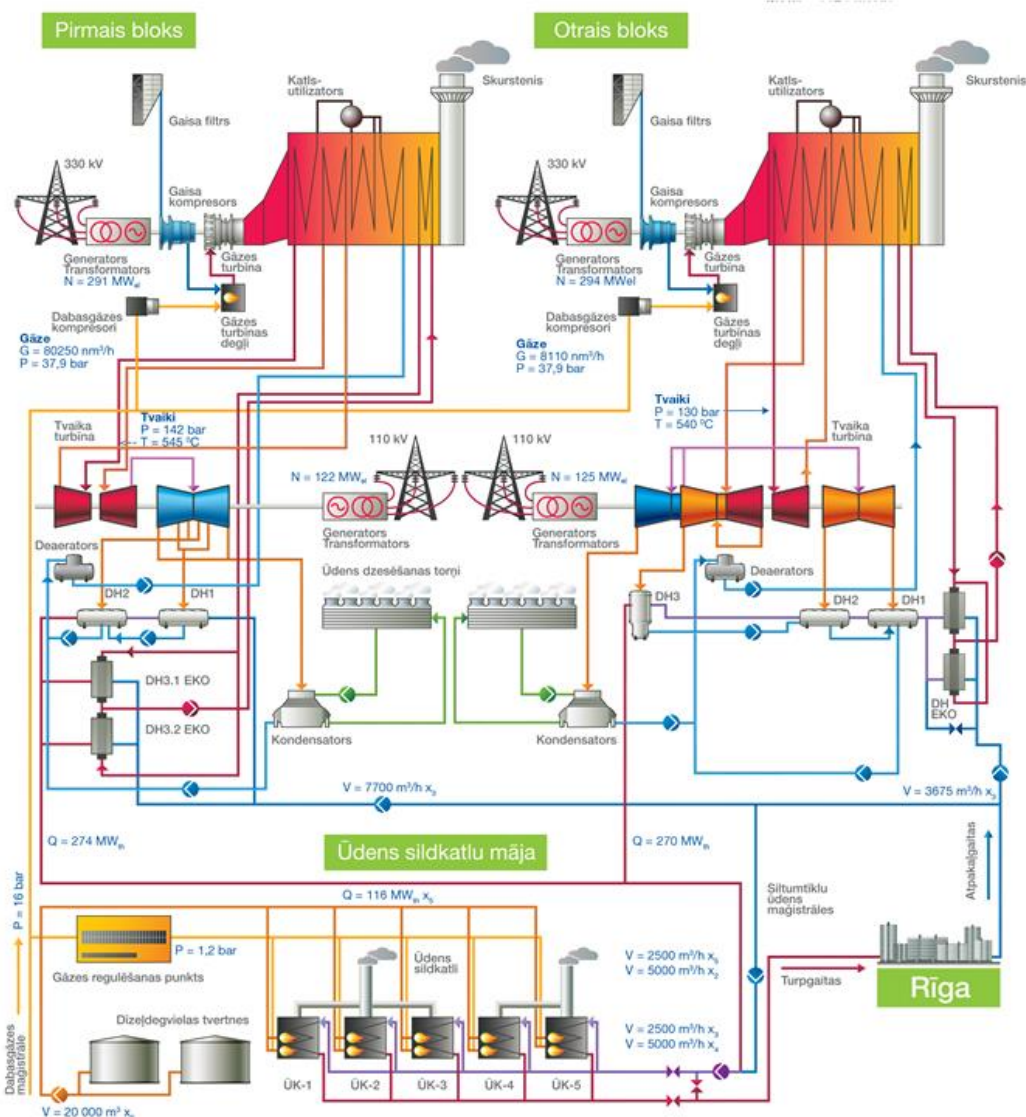 Pirmais bloks
Otrais bloks
Katls-
utilizators
Skurstenis
Gaisa filtrs
330 kV
Gaisa
kompresors
Generators
Transformators
N = 291 MWel
Gāzes
turbīna
Dabasgāzes
kompresori
Gāzes
turbīnas
degļi
Gāze
G = 80250 nm³/h
P = 37,9 bar
Katls-
utilizators
Skurstenis
Gaisa filtrs
330 kV
Gaisa
kompresors
Generators
Transformators
N = 294 MWel
Gāzes
turbīna
Dabasgāzes
kompresori
Gāzes
turbīnas
degļi
Gāze
G = 8110 nm³/h
P = 37,9 bar
Tvaika
turbīna
Tvaiki
P = 142 bar
T = 545 ⁰C
110 kV
N = 122 MWel
Generators
Transformators
110 kV
N = 125 MWel
Generators
Transformators
Tvaiki
P = 130 bar
T = 540 ⁰C
Tvaika
turbīna
Deaerators
DH2
DH1
DH3.1 EKO
DH3.2 EKO
Ūdens dzesēšanas torņi
Kondensators
Kondensators
Deaerators
DH3
DH2
DH1
DH
EKO
V = 7700 m³/h x₃
V = 3675 m³/h x₃
Q = 274 MWth
Ūdens sildkatlu māja
Q = 270 MWth
Q = 116 MWth x₅
P = 16 bar
P = 1,2 bar
Gāzes regulēšanas punkts
Ūdens
sildkatli
V = 2500 m³/h x₅
V = 5000 m³/h x₂
V = 2500 m³/h x₃
V = 5000 m³/h x₄
Siltumtīklu
ūdens
maģistrāles
Atpakaļgaitas
Turpgaitas
Rīga
Dīzeļdegvielas tvertnes
Dabasgāzes
maģistrāle
ŪK-1
ŪK-2
ŪK-3
ŪK-4
ŪK-5
V = 20 000 m³